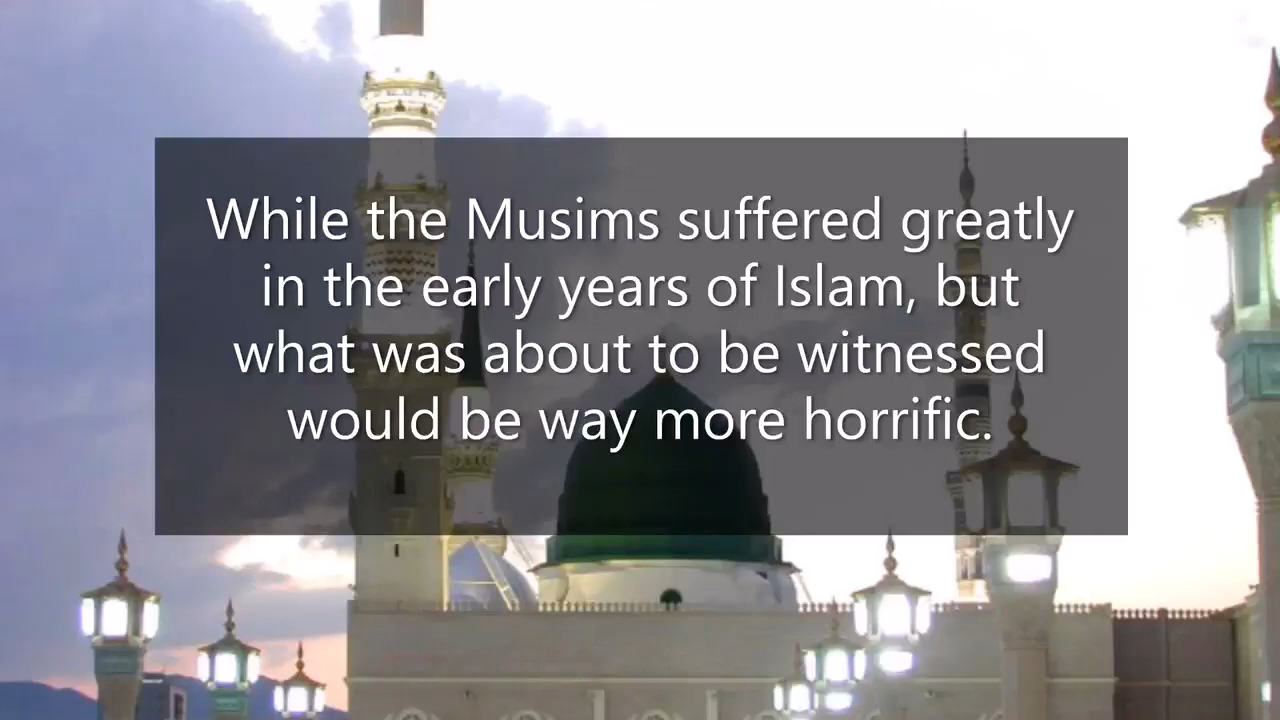 While the Musims suffered greatly
in the early years of Islam, but
what was about to be witnessed
would be way more horrific.